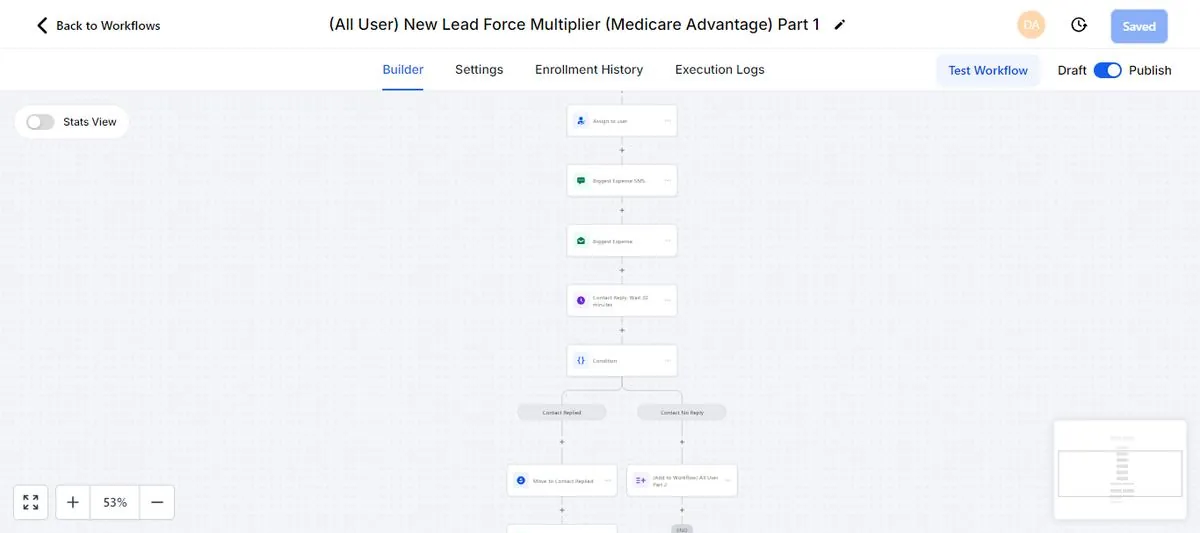 Back to Workflows
(All User) New Lead Force Multiplier (Medicare Advantage) Part 1
DA
Saved
Builder
Settings
Enrollment History
Execution Logs
Test Workflow
Draft
Publish
Stats View
Assign to user
Biggest Expense SMS
Biggest Expense
Contact Reply: Wait 30
minutes
Condition
Contact Replied
Contact No Reply
Move to Contact Replied
(Add to Workflow) All User
Part 2
END
53%